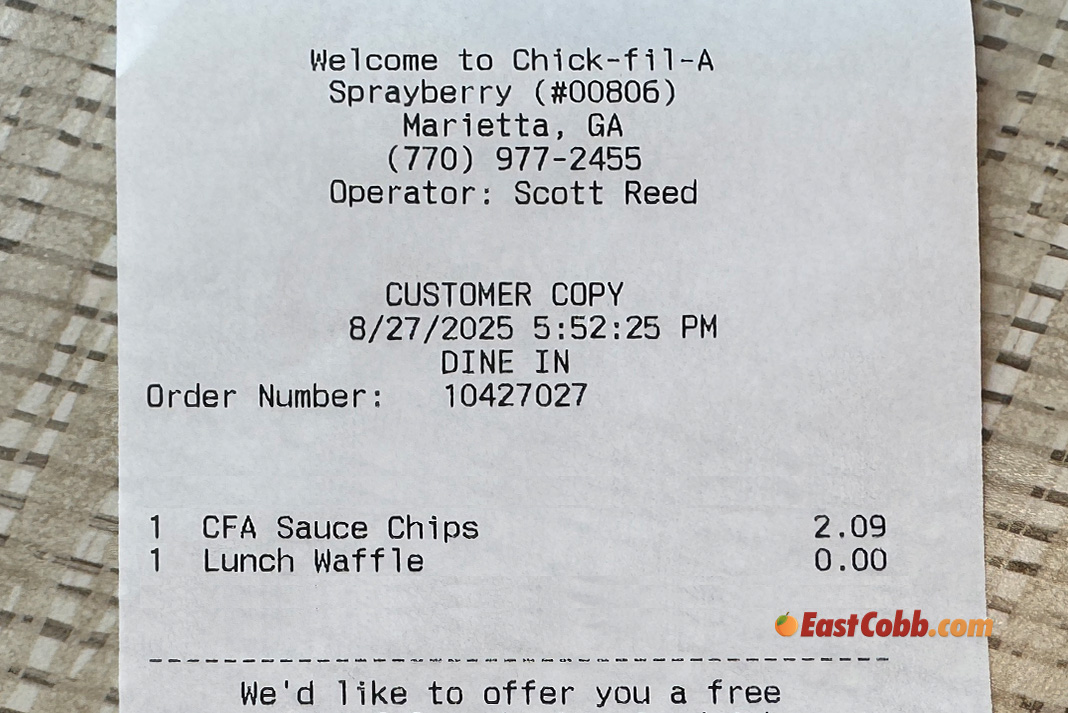 Welcome to Chick-fil-A
Sprayberry (#00806)
Marietta, GA
(770) 977-2455
Operator: Scott Reed
CUSTOMER COPY
8/27/2025 5:52:25 PM
DINE IN
Order Number: 10427027
1 CFA Sauce Chips 2.09
1 Lunch Waffle 0.00
EastCobb.com
We'd like to offer you a free